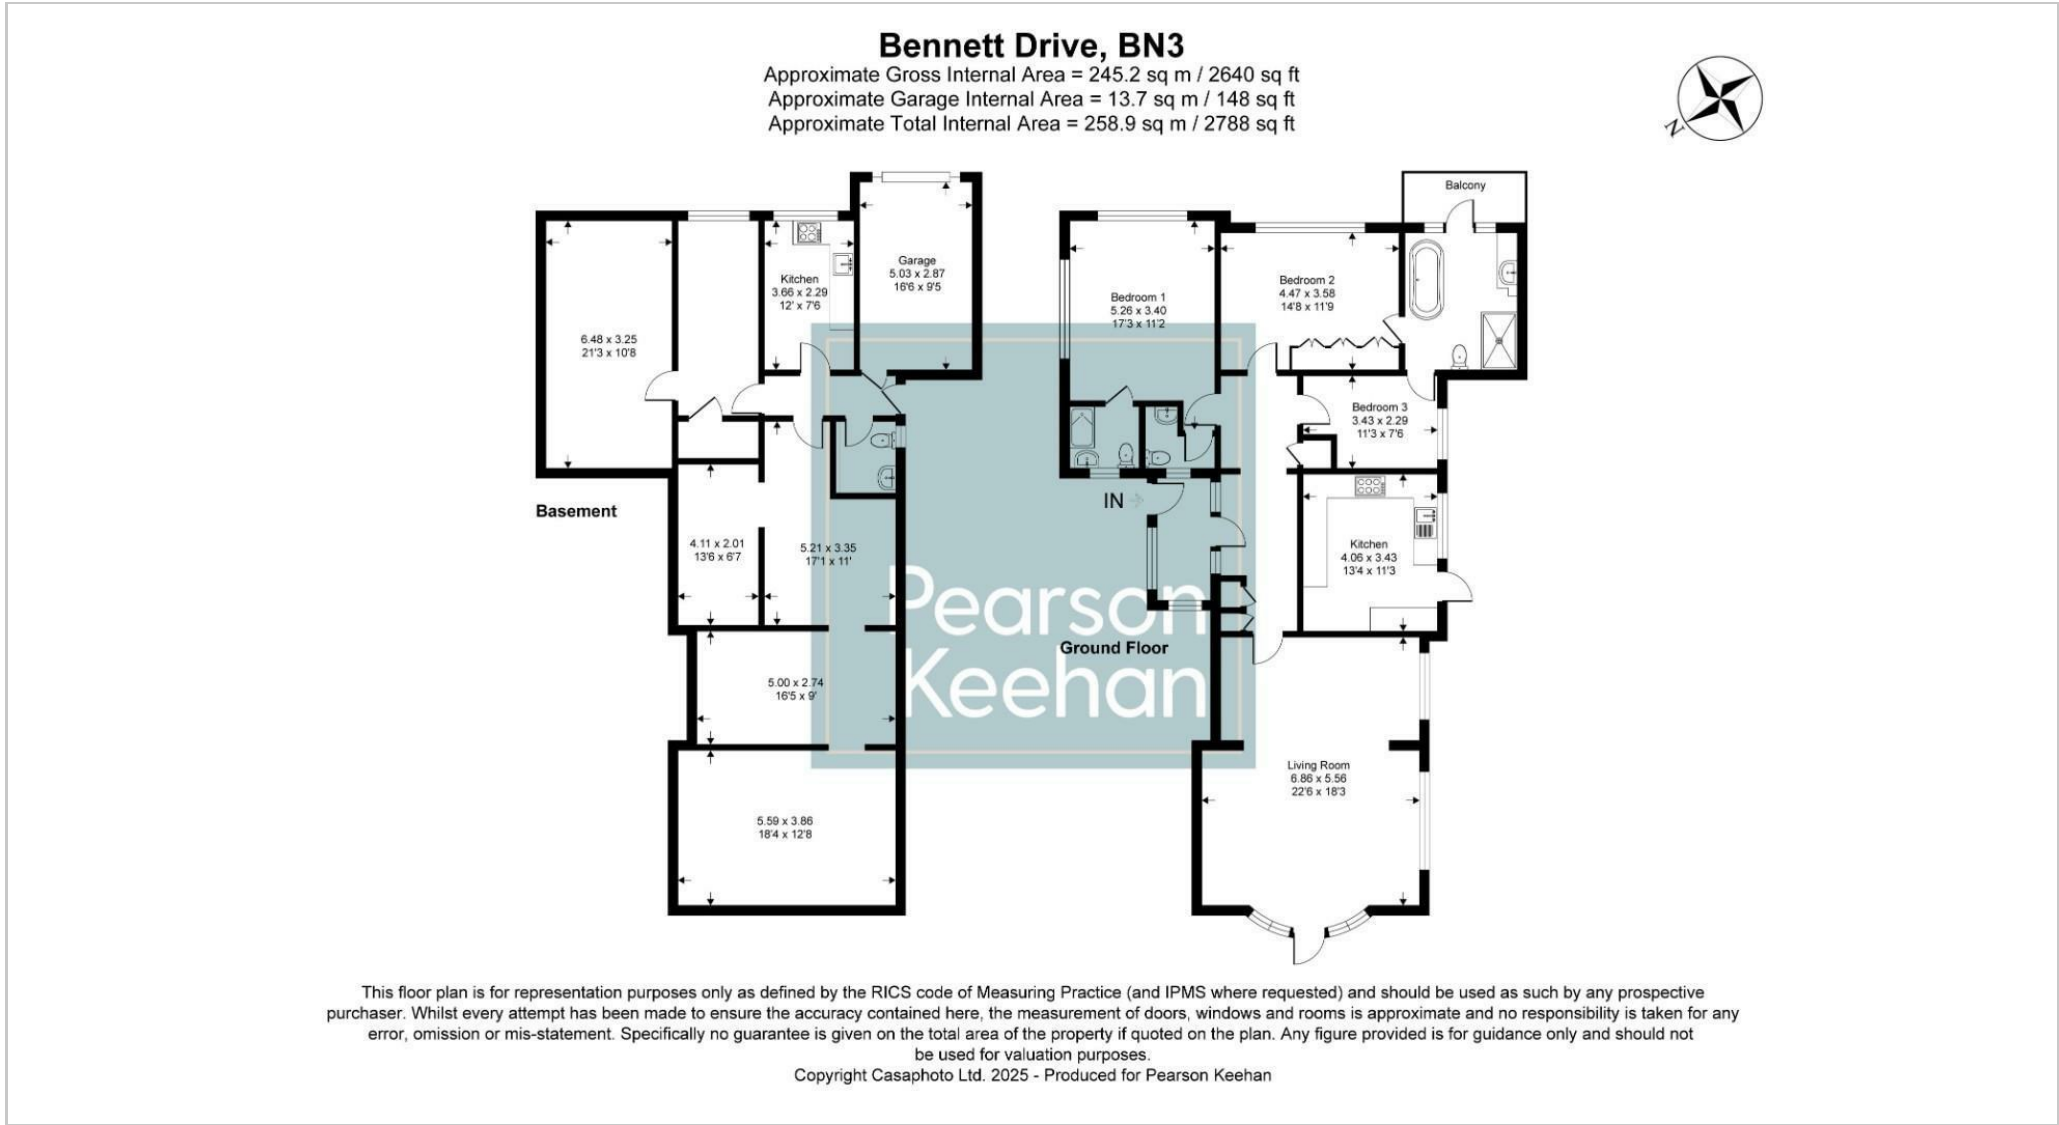 Bennett Drive, BN3
Approximate Gross Internal Area = 245.2 sq m / 2640 sq ft
Approximate Garage Internal Area = 13.7 sq m / 148 sq ft
Approximate Total Internal Area = 258.9 sq m / 2788 sq ft
N
Garage
5.03 x 2.87
16'6 x 9'5
Kitchen
3.66 x 2.29
12' x 7'6
6.48 x 3.25
21'3 x 10'8
Basement
4.11 x 2.01
13'6 x 6'7
5.21 x 3.35
17'1 x 11'
5.00 x 2.74
16'5 x 9'
5.59 x 3.86
18'4 x 12'8
Balcony
Bedroom 1
5.26 x 3.40
17'3 x 11'2
Bedroom 2
4.47 x 3.58
14'8 x 11'9
Bedroom 3
3.43 x 2.29
11'3 x 7'6
IN
Kitchen
4.06 x 3.43
13'4 x 11'3
Pearson
Ground Floor
Keehan
Living Room
6.86 x 5.56
22'6 x 18'3
This floor plan is for representation purposes only as defined by the RICS code of Measuring Practice (and IPMS where requested) and should be used as such by any prospective
purchaser. Whilst every attempt has been made to ensure the accuracy contained here, the measurement of doors, windows and rooms is approximate and no responsibility is taken for any
error, omission or mis-statement. Specifically no guarantee is given on the total area of the property if quoted on the plan. Any figure provided is for guidance only and should not
be used for valuation purposes.
Copyright Casaphoto Ltd. 2025 - Produced for Pearson Keehan